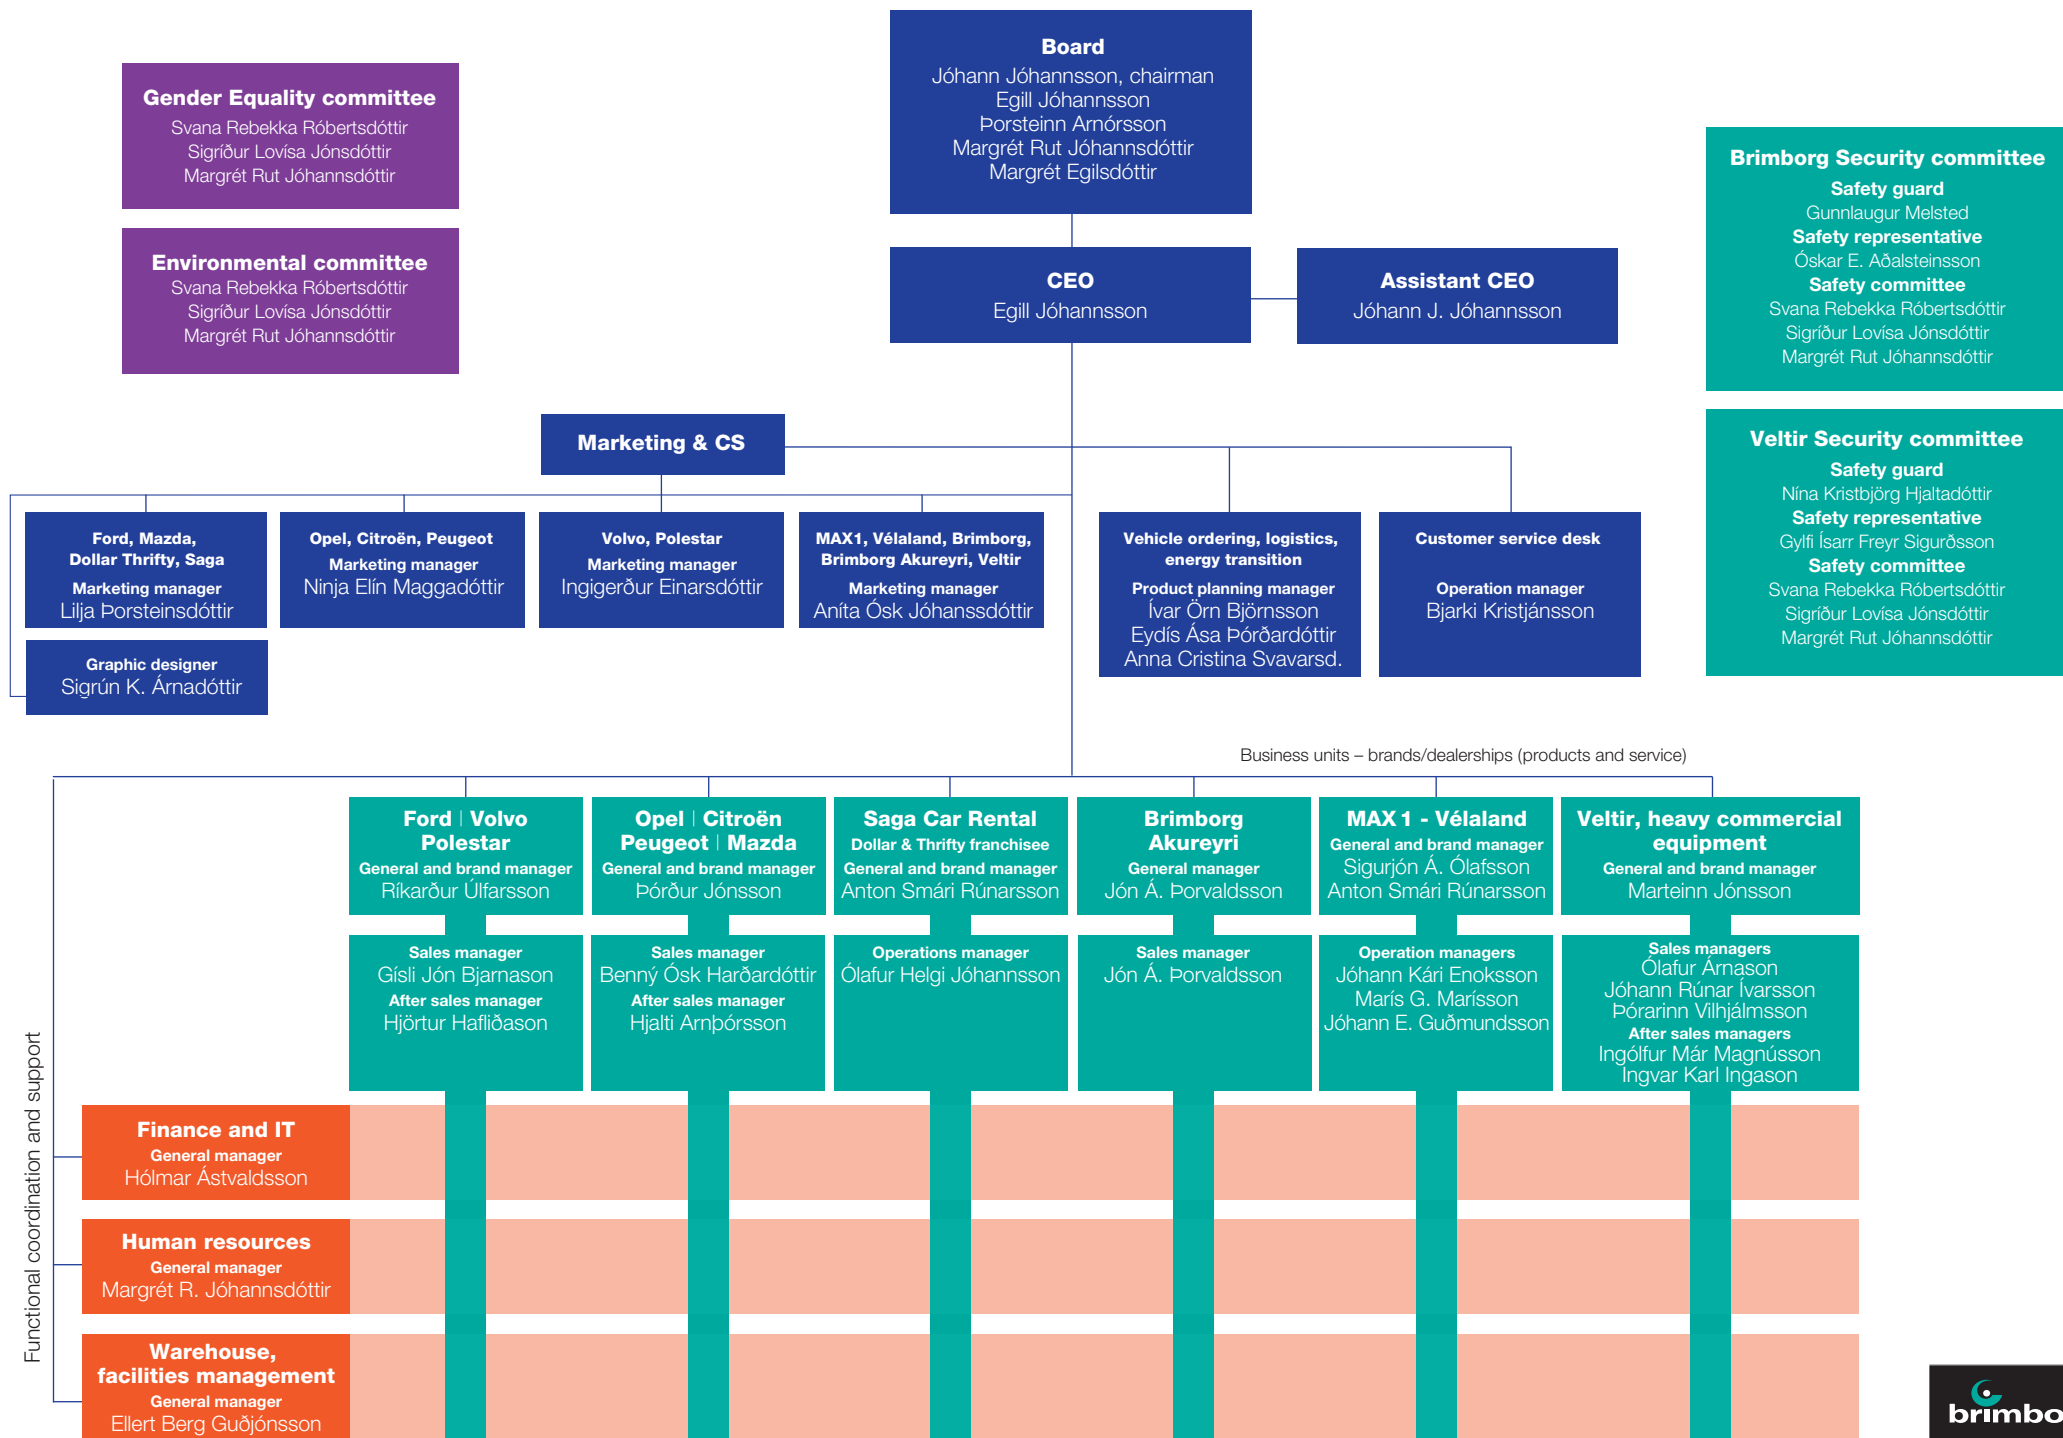 Board
Jóhann Jóhannsson, chairman
Egill Jóhannsson
Þorsteinn Arnórsson
Margrét Rut Jóhannsdóttir
Margrét Egilsdóttir
Gender Equality committee
Svana Rebekka Róbertsdóttir
Sigríður Lovísa Jónsdóttir
Margrét Rut Jóhannsdóttir
Environmental committee
Svana Rebekka Róbertsdóttir
Sigríður Lovísa Jónsdóttir
Margrét Rut Jóhannsdóttir
CEO
Egill Jóhannsson
Assistant CEO
Jóhann J. Jóhannsson
Brimborg Security committee
Safety guard
Gunnlaugur Melsted
Safety representative
Óskar E. Aðalsteinsson
Safety committee
Svana Rebekka Róbertsdóttir
Sigríður Lovísa Jónsdóttir
Margrét Rut Jóhannsdóttir
Veltir Security committee
Safety guard
Nína Kristbjörg Hjaltadóttir
Safety representative
Gylfi Ísarr Freyr Sigurðsson
Safety committee
Svana Rebekka Róbertsdóttir
Sigríður Lovísa Jónsdóttir
Margrét Rut Jóhannsdóttir
Marketing & CS
Ford, Mazda,
Dollar Thrifty, Saga
Marketing manager
Lilja Þorsteinsdóttir
Opel, Citroën, Peugeot
Marketing manager
Ninja Elín Maggadóttir
Volvo, Polestar
Marketing manager
Ingigerður Einarsdóttir
MAX1, Vélaland, Brimborg,
Brimborg Akureyri, Veltir
Marketing manager
Aníta Ósk Jóhanssdóttir
Vehicle ordering, logistics,
energy transition
Product planning manager
Ívar Örn Björnsson
Eydís Ása Þórðardóttir
Anna Cristina Svavarsd.
Customer service desk
Operation manager
Bjarki Kristjánsson
Graphic designer
Sigrún K. Árnadóttir
Business units – brands/dealerships (products and service)
Ford | Volvo
Polestar
General and brand manager
Ríkarður Úlfarsson
Opel | Citroën
Peugeot | Mazda
General and brand manager
Þórður Jónsson
Saga Car Rental
Dollar & Thrifty franchisee
General and brand manager
Anton Smári Rúnarsson
Brimborg
Akureyri
General manager
Jón Á. Þorvaldsson
MAX 1 - Vélaland
General and brand manager
Sigurjón Á. Ólafsson
Anton Smári Rúnarsson
Veltir, heavy commercial
equipment
General and brand manager
Marteinn Jónsson
Sales manager
Gísli Jón Bjarnason
After sales manager
Hjörtur Hafliðason
Sales manager
Benný Ósk Harðardóttir
After sales manager
Hjalti Arnþórsson
Operations manager
Ólafur Helgi Jóhannsson
Sales manager
Jón Á. Þorvaldsson
Operation managers
Jóhann Kári Enoksson
Marís G. Marísson
Jóhann E. Guðmundsson
Sales managers
Ólafur Árnason
Jóhann Rúnar Ívarsson
Þórarinn Vilhjálmsson
After sales managers
Ingólfur Már Magnússon
Ingvar Karl Ingason
Functional coordination and support
Finance and IT
General manager
Hólmar Ástvaldsson
Human resources
General manager
Margrét R. Jóhannsdóttir
Warehouse,
facilities management
General manager
Ellert Berg Guðjónsson
brimbo